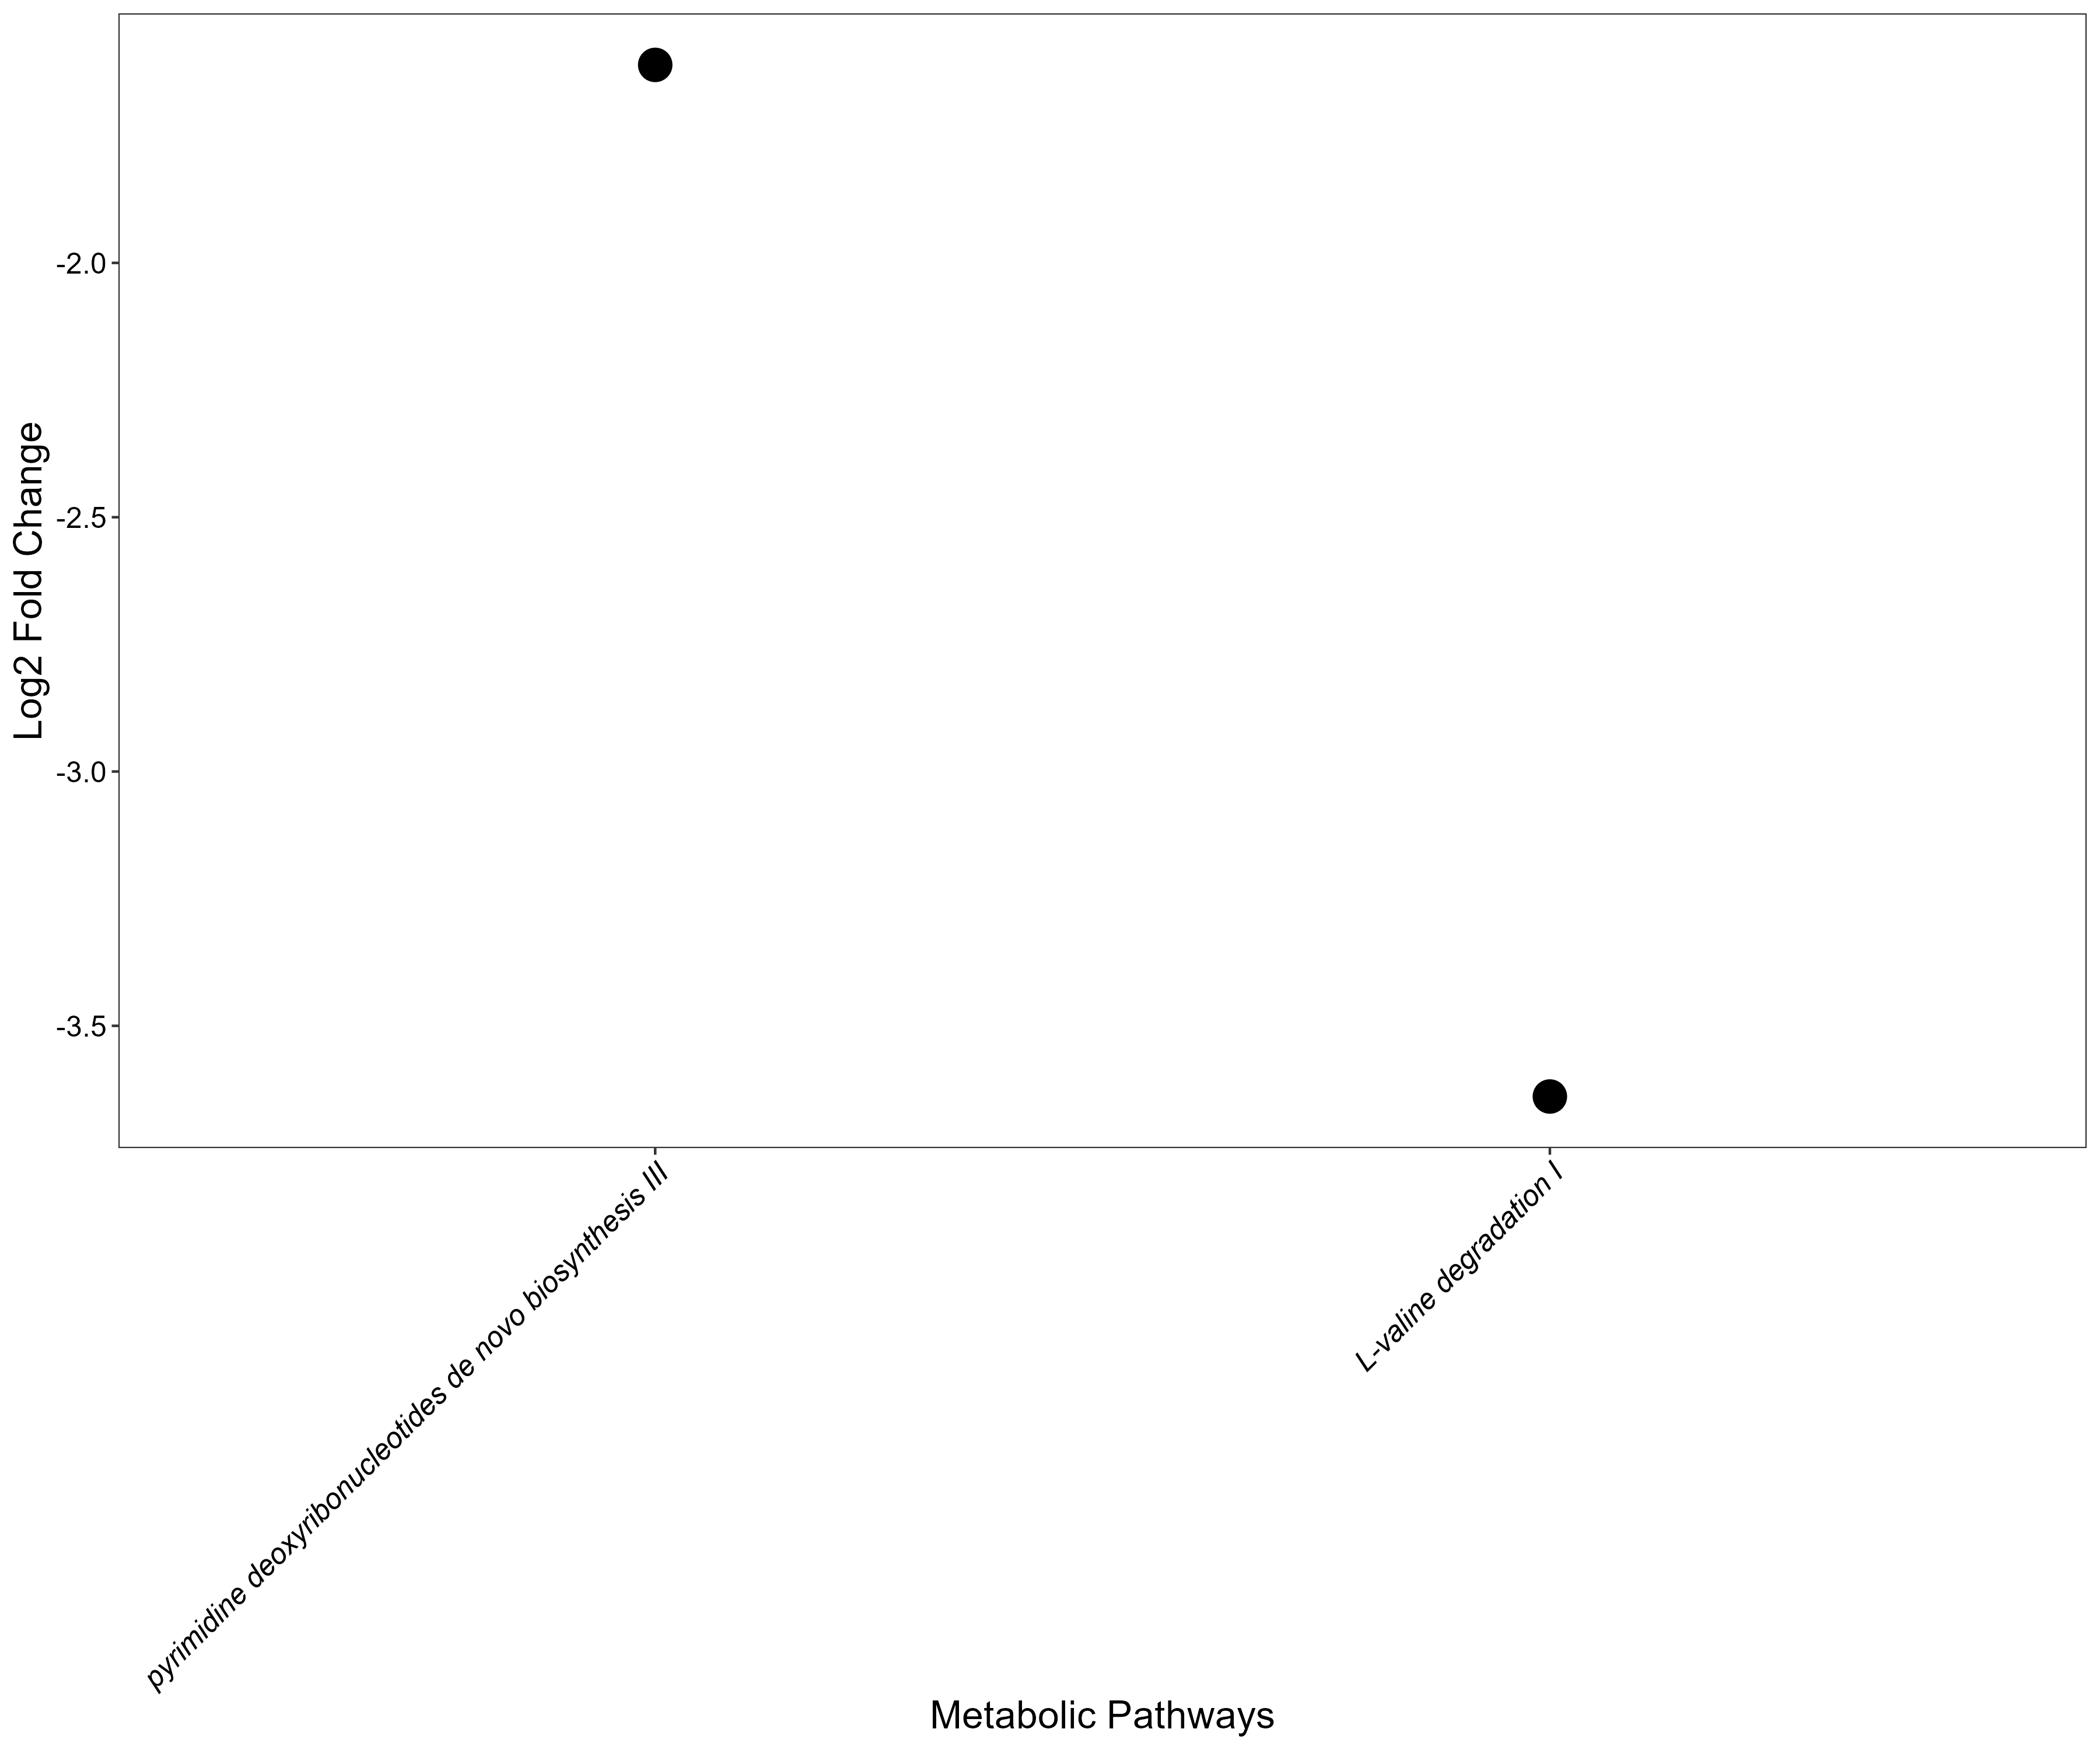 Log2 Fold Change
-2.0
-2.5
-3.0
-3.5
pyrimidine deoxyribonucleotides de novo biosynthesis III
L-valine degradation I
Metabolic Pathways